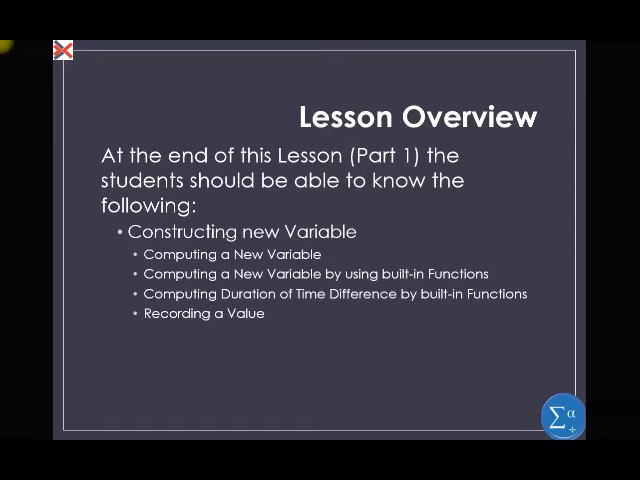 Lesson Overview
At the end of this Lesson (Part 1) the
students should be able to know the
following:
• Constructing new Variable
• Computing a New Variable
• Computing a New Variable by using built-in Functions
• Computing Duration of Time Difference by built-in Functions
• Recording a Value
Σα
+